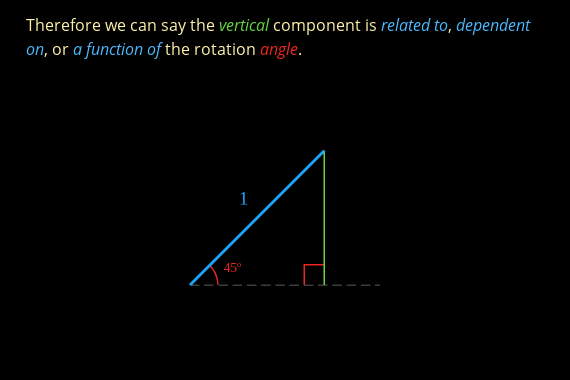 Therefore we can say the vertical component is related to, dependent
on, or a function of the rotation angle.
1
45°